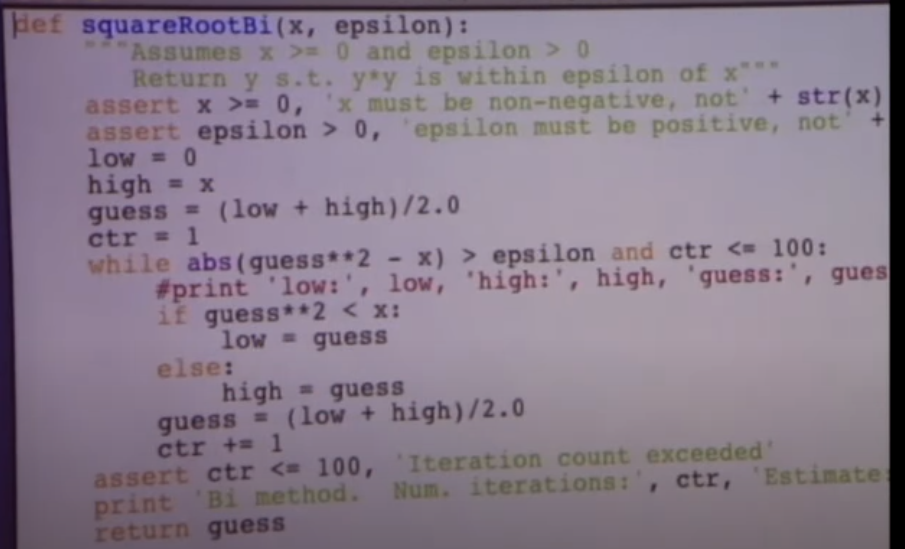 def squareRootBi(x, epsilon):
    """Assumes x >= 0 and epsilon > 0
       Return y s.t. y*y is within epsilon of x"""
    assert x >= 0, 'x must be non-negative, not' + str(x)
    assert epsilon > 0, 'epsilon must be positive, not' +
    low = 0
    high = x
    guess = (low + high)/2.0
    ctr = 1
    while abs(guess**2 - x) > epsilon and ctr <= 100:
        #print 'low:', low, 'high:', high, 'guess:', gues
        if guess**2 < x:
            low = guess
        else:
            high = guess
        guess = (low + high)/2.0
        ctr += 1
    assert ctr <= 100, 'Iteration count exceeded'
    print 'Bi method. Num. iterations:', ctr, 'Estimate:
    return guess